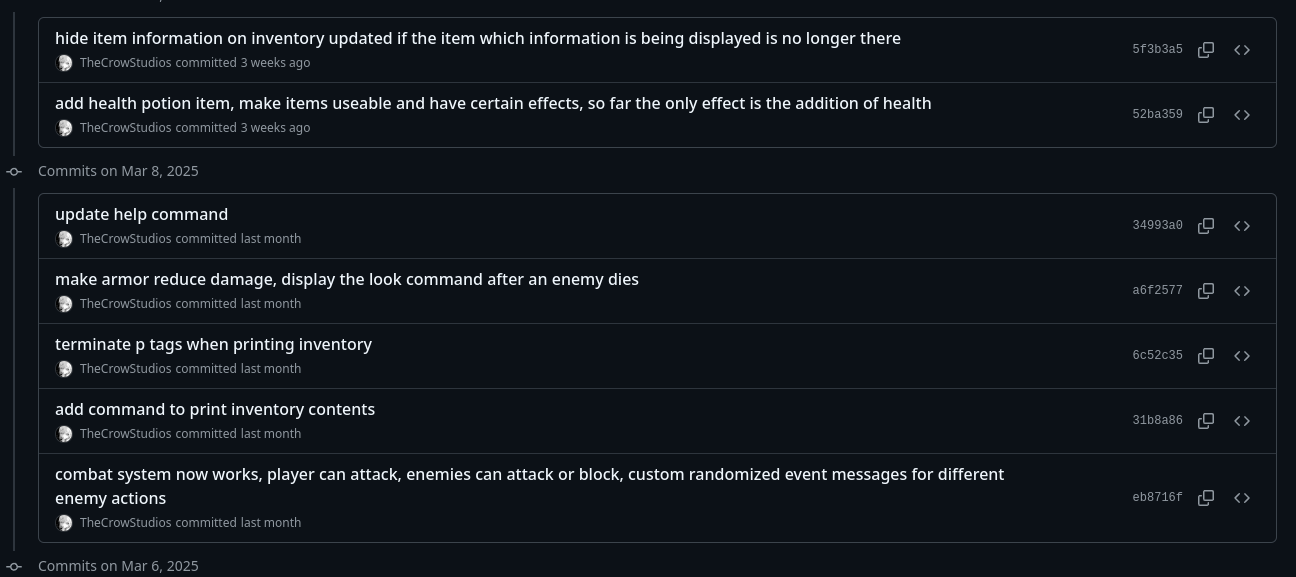 hide item information on inventory updated if the item which information is being displayed is no longer there
5f3b3a5
TheCrowStudios committed 3 weeks ago
add health potion item, make items useable and have certain effects, so far the only effect is the addition of health
52ba359
TheCrowStudios committed 3 weeks ago
Commits on Mar 8, 2025
update help command
34993a0
TheCrowStudios committed last month
make armor reduce damage, display the look command after an enemy dies
a6f2577
TheCrowStudios committed last month
terminate p tags when printing inventory
6c52c35
TheCrowStudios committed last month
add command to print inventory contents
31b8a86
TheCrowStudios committed last month
combat system now works, player can attack, enemies can attack or block, custom randomized event messages for different
enemy actions
eb8716f
TheCrowStudios committed last month
Commits on Mar 6, 2025